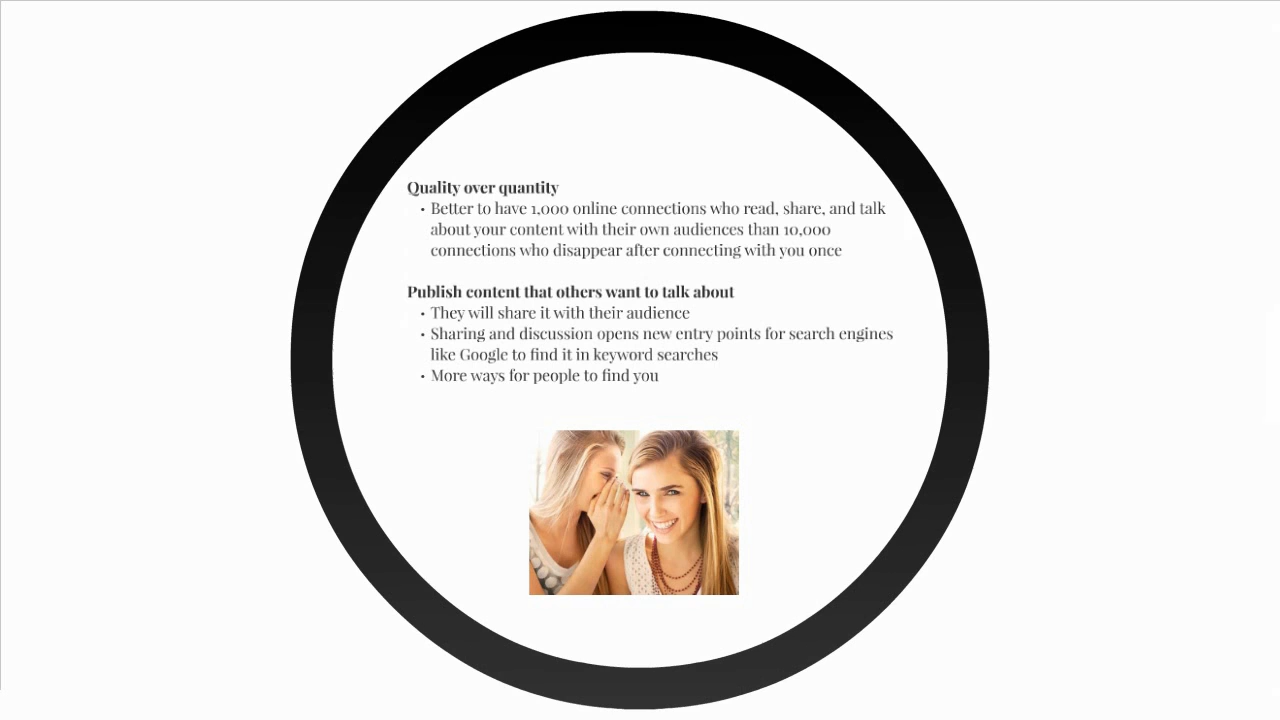 Quality over quantity
• Better to have 1,000 online connections who read, share, and talk
about your content with their own audiences than 10,000
connections who disappear after connecting with you once
Publish content that others want to talk about
• They will share it with their audience
• Sharing and discussion opens new entry points for search engines
like Google to find it in keyword searches
• More ways for people to find you